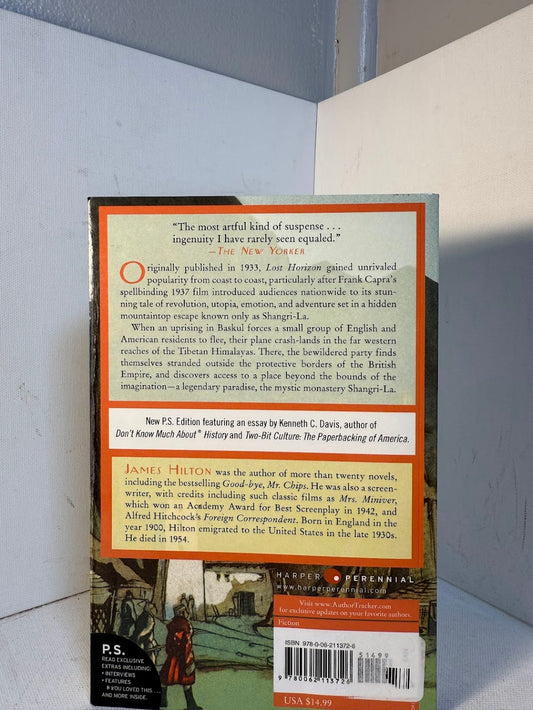 “The most artful kind of suspense . . .
ingenuity I have rarely seen equaled.”
—THE NEW YORKER
Originally published in 1933, Lost Horizon gained unrivaled
popularity from coast to coast, particularly after Frank Capra’s
spellbinding 1937 film introduced audiences nationwide to its stun-
ning tale of revolution, utopia, emotion, and adventure set in a hidden
mountaintop escape known only as Shangri-La.
When an uprising in Baskul forces a small group of English and
American residents to flee, their plane crash-lands in the far western
reaches of the Tibetan Himalayas. There, the bewildered party finds
themselves stranded outside the protective borders of the British
Empire, and discovers access to a place beyond the bounds of the
imagination—a legendary paradise, the mystic monastery Shangri-La.
New P.S. Edition featuring an essay by Kenneth C. Davis, author of
Don’t Know Much About® History and Two-Bit Culture: The Paperbacking of America.
JAMES HILTON was the author of more than twenty novels,
including the bestselling Good-bye, Mr. Chips. He was also a screen-
writer, with credits including such classic films as Mrs. Miniver,
which won an Academy Award for Best Screenplay in 1942, and
Alfred Hitchcock’s Foreign Correspondent. Born in England in the
year 1900, Hilton emigrated to the United States in the late 1930s.
He died in 1954.
HARPER PERENNIAL
www.harperperennial.com
Visit www.AuthorTracker.com
for exclusive updates on your favorite authors.
Fiction
ISBN 978-0-06-211372-6
51499
9 780062 113726
USA $14.99
P.S.
READ EXCLUSIVE
EXTRAS INCLUDING:
• INTERVIEWS
• FEATURES
• IF YOU LOVED THIS . . .
AND MORE INSIDE.